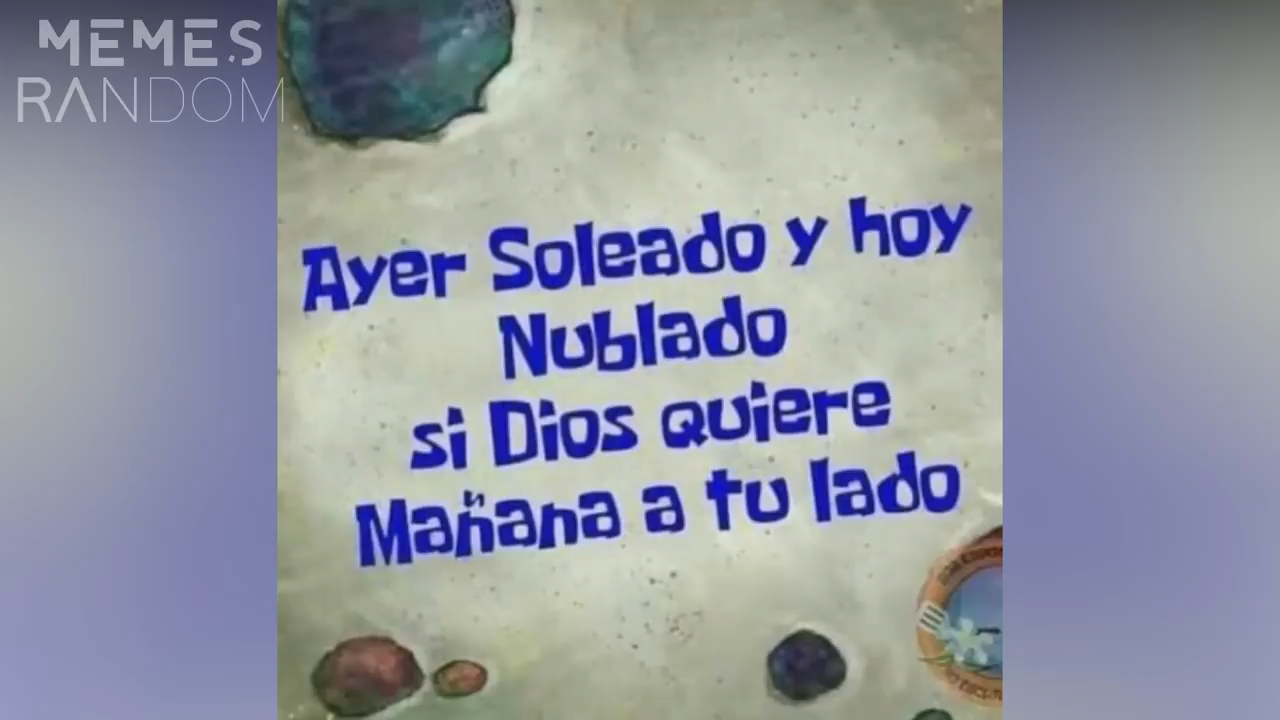 MEMES
RANDOM
Ayer Soleado y hoy
Nublado
si Dios quiere
Mañana a tu lado